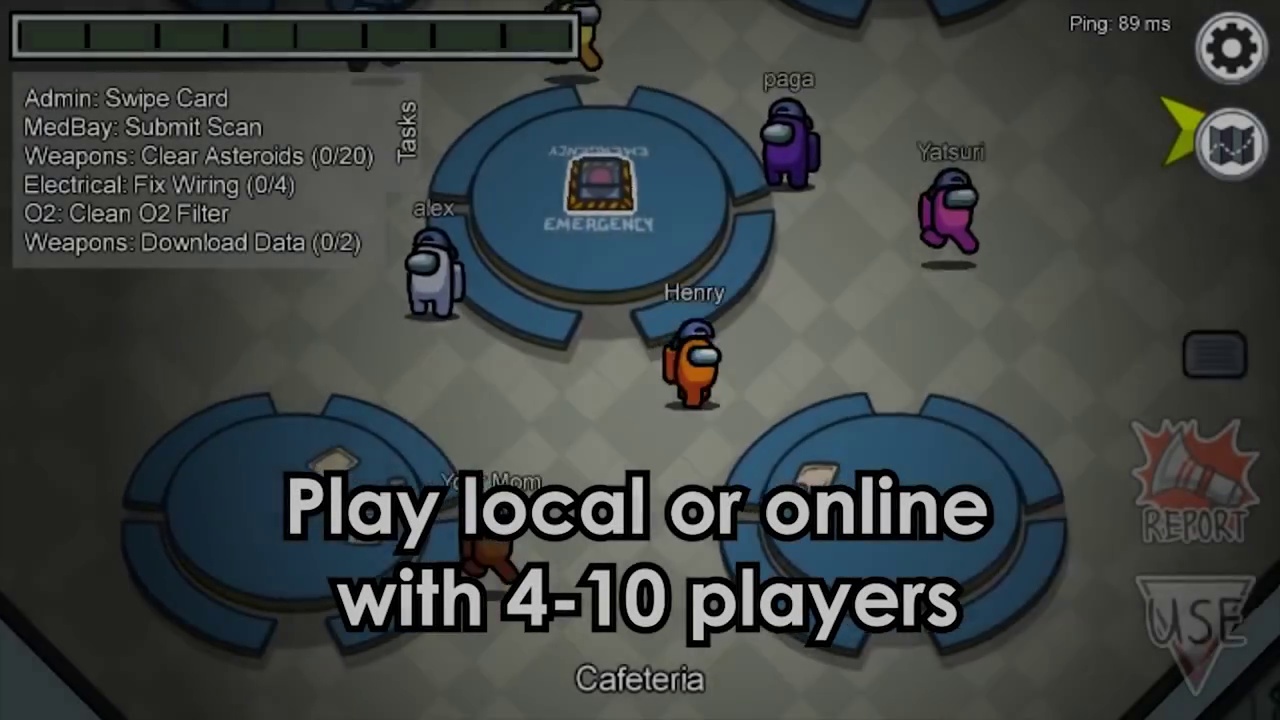 Ping: 89 ms
Admin: Swipe Card
MedBay: Submit Scan
Weapons: Clear Asteroids (0/20)
Electrical: Fix Wiring (0/4)
O2: Clean O2 Filter
Weapons: Download Data (0/2)
Tasks
paga
Yatsuri
EMERGENCY
EMERGENCY
alex
Henry
Mom
Play local or online
with 4-10 players
REPORT
USE
Cafeteria